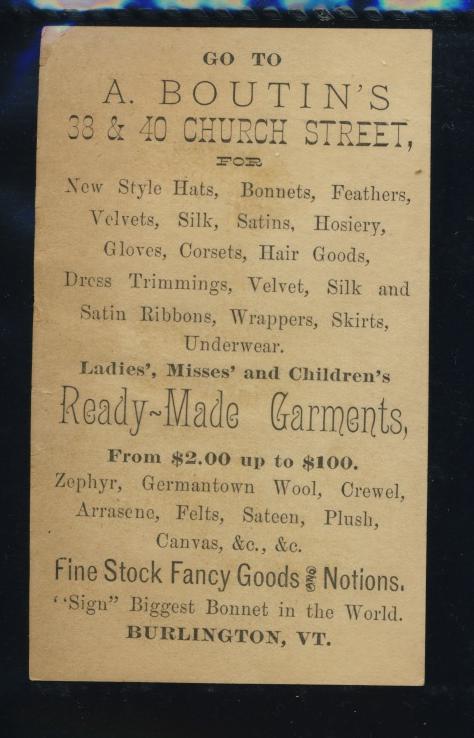 GO TO
A. BOUTIN'S
38 & 40 CHURCH STREET,
FOR
New Style Hats, Bonnets, Feathers,
Velvets, Silk, Satins, Hosiery,
Gloves, Corsets, Hair Goods,
Dress Trimmings, Velvet, Silk and
Satin Ribbons, Wrappers, Skirts,
Underwear.
Ladies', Misses' and Children's
Ready~Made Garments,
From $2.00 up to $100.
Zephyr, Germantown Wool, Crewel,
Arrasene, Felts, Sateen, Plush,
Canvas, &c., &c.
Fine Stock Fancy Goods and Notions.
"Sign" Biggest Bonnet in the World.
BURLINGTON, VT.